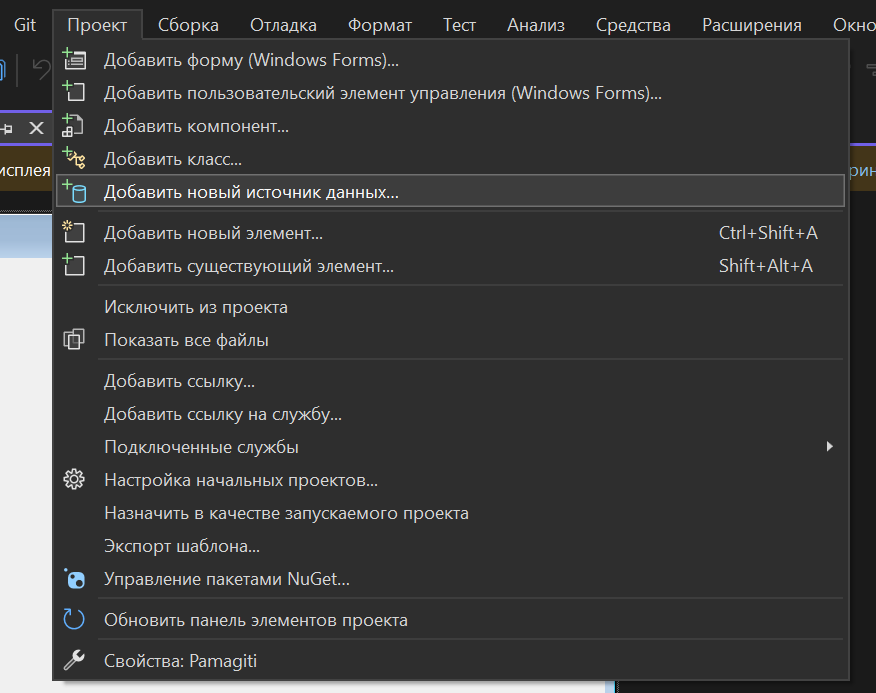 Git Проект Сборка Отладка Формат Тест Анализ Средства Расширения Окно
Добавить форму (Windows Forms)...
Добавить пользовательский элемент управления (Windows Forms)...
Добавить компонент...
Добавить класс...
Добавить новый источник данных...
Добавить новый элемент... Ctrl+Shift+A
Добавить существующий элемент... Shift+Alt+A
Исключить из проекта
Показать все файлы
Добавить ссылку...
Добавить ссылку на службу...
Подключенные службы
Настройка начальных проектов...
Назначить в качестве запускаемого проекта
Экспорт шаблона...
Управление пакетами NuGet...
Обновить панель элементов проекта
Свойства: Pamagiti